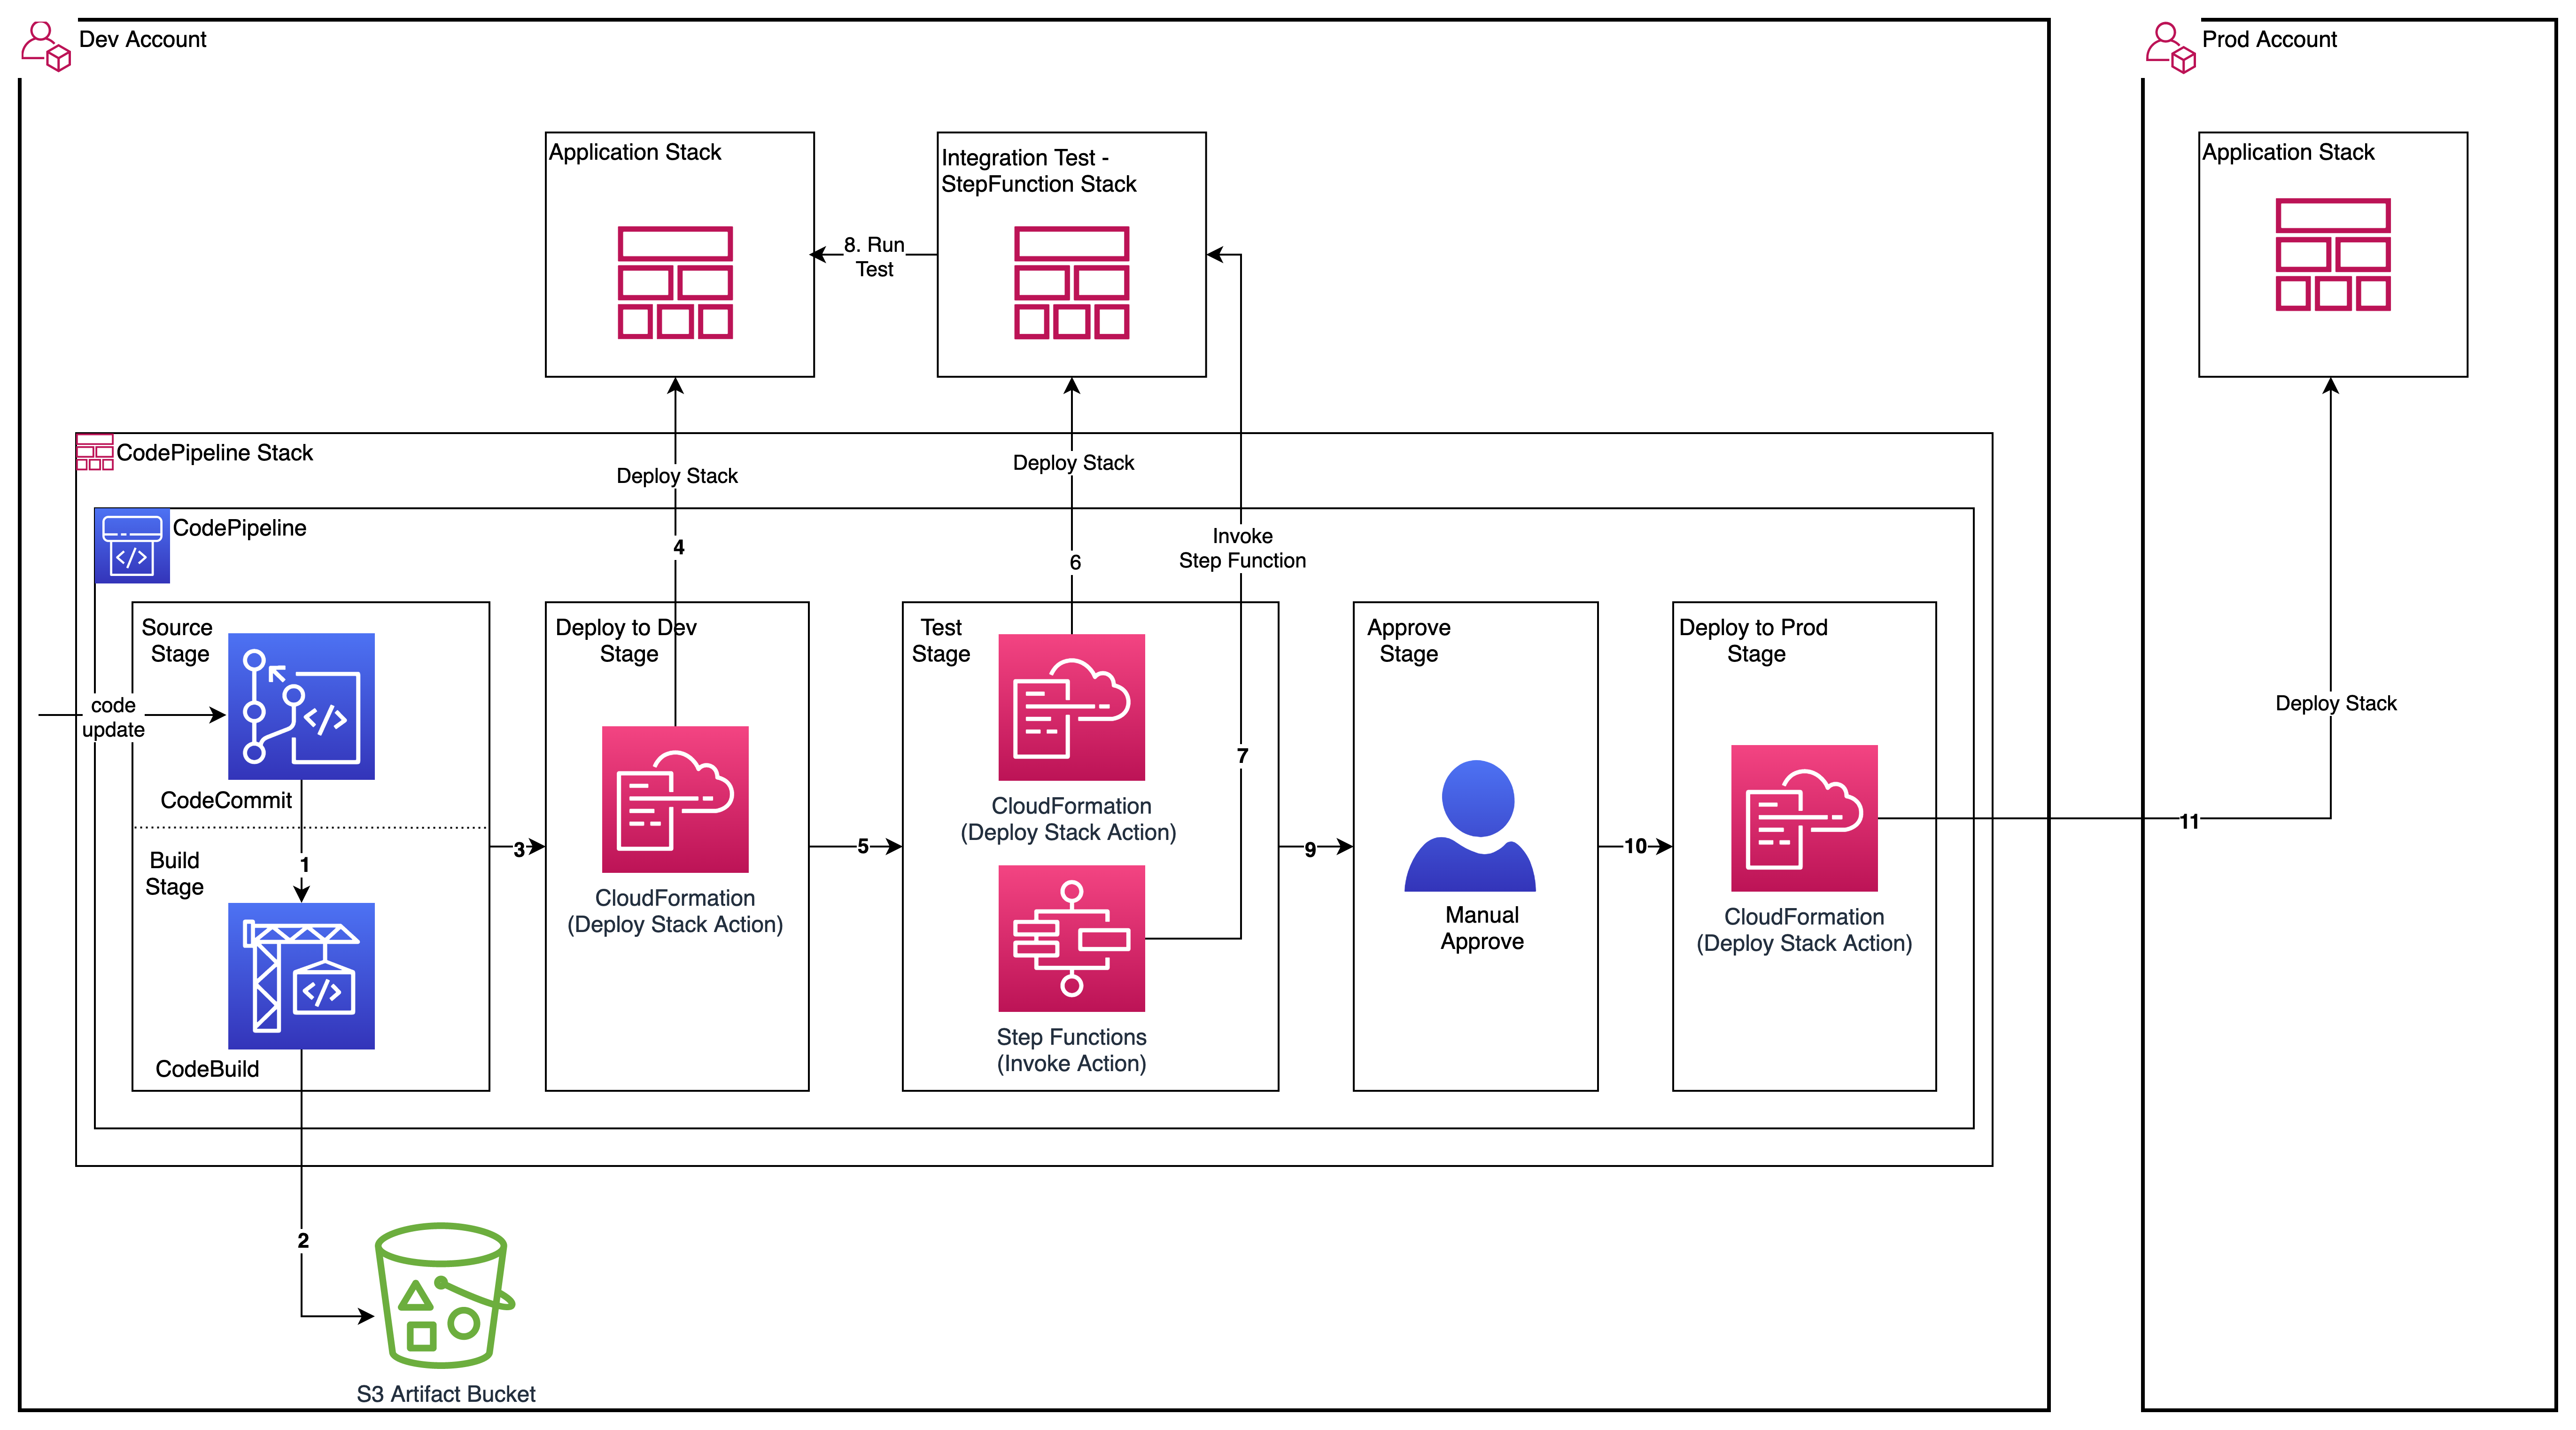 Dev Account
Prod Account
Application Stack
Integration Test -
StepFunction Stack
Application Stack
8. Run
Test
CodePipeline Stack
Deploy Stack
Deploy Stack
CodePipeline
4
6
Invoke
Step Function
Source
Stage
Deploy to Dev
Stage
Test
Stage
Approve
Stage
Deploy to Prod
Stage
code
update
Deploy Stack
7
CodeCommit
CloudFormation
(Deploy Stack Action)
11
Build
Stage
1
3
5
9
10
CloudFormation
(Deploy Stack Action)
Manual
Approve
CloudFormation
(Deploy Stack Action)
Step Functions
(Invoke Action)
CodeBuild
2
S3 Artifact Bucket